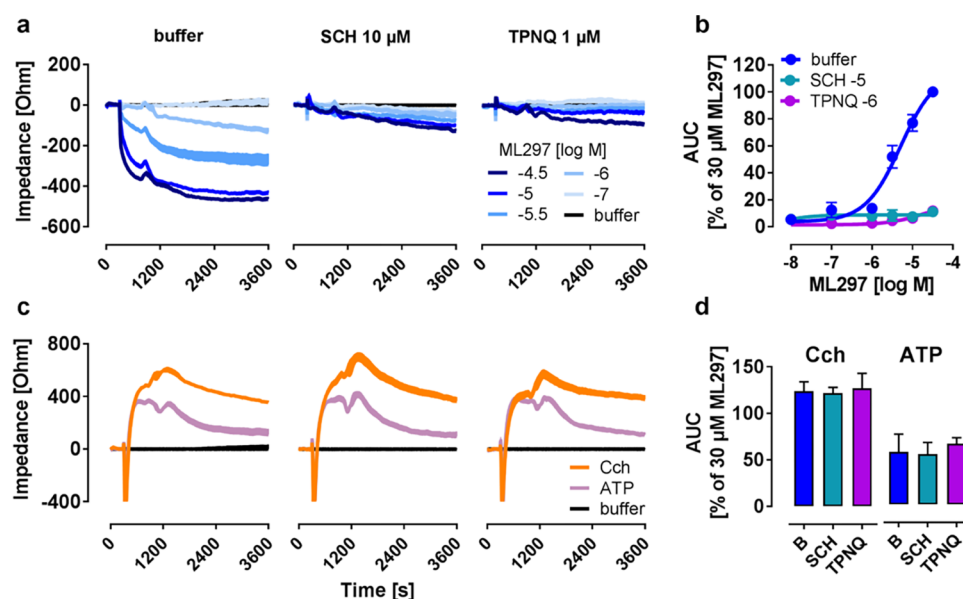 a
buffer
SCH 10 µM
TPNQ 1 µM
Impedance [Ohm]
200
0
-200
-400
-600
ML297 [log M]
-4.5
-6
-5
-7
-5.5
buffer
0
1200
2400
3600
0
1200
2400
3600
0
1200
2400
3600
b
AUC
[% of 30 µM ML297]
120
100
80
60
40
20
0
buffer
SCH -5
TPNQ -6
-8
-7
-6
-5
-4
ML297 [log M]
c
Impedance [Ohm]
800
400
0
-400
Cch
ATP
buffer
0
1200
2400
3600
0
1200
2400
3600
0
1200
2400
3600
Time [s]
d
AUC
[% of 30 µM ML297]
150
100
50
0
Cch
ATP
B
SCH
TPNQ
B
SCH
TPNQ